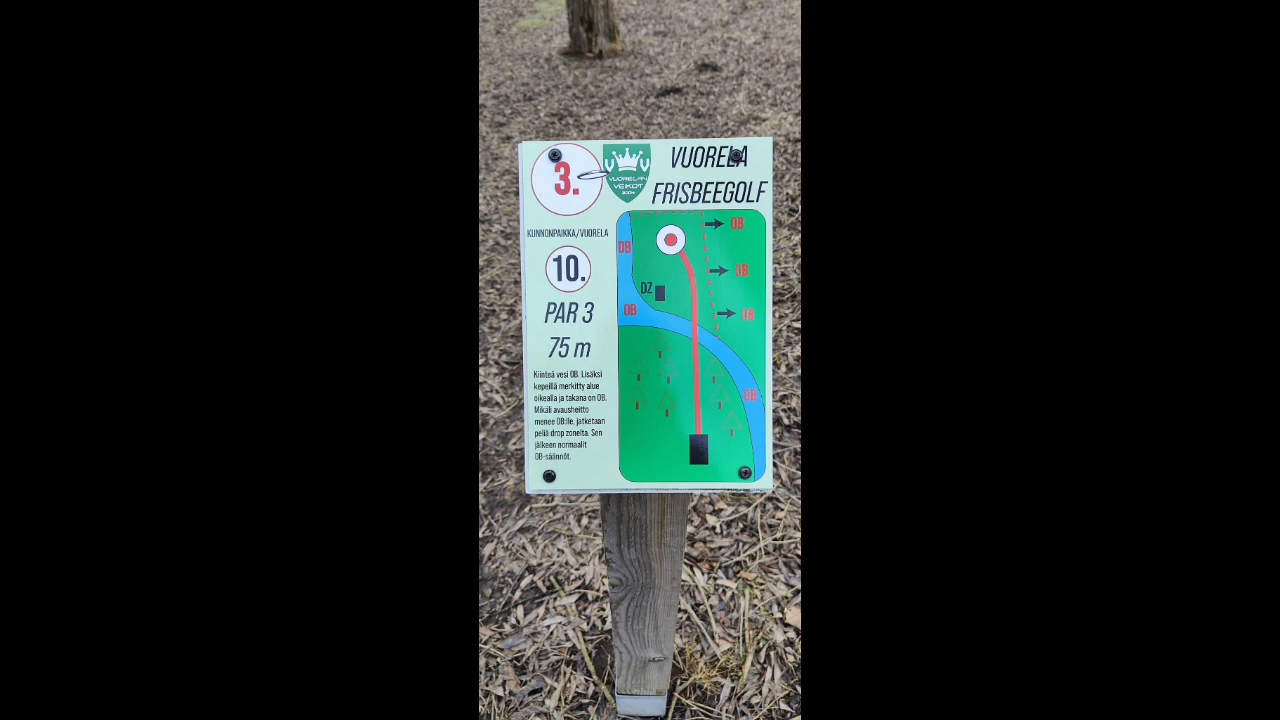 3.
V V
VUORELAN
VEIKOT
VUORELA
FRISBEEGOLF
KUNNONPAIKKA/VUORELA
10.
PAR 3
75 m
Kiinteä vesi OB. Lisäksi
kepeillä merkitty alue
oikealla ja takana on OB.
Mikäli avausheitto
menee OB:lle, jatketaan
peliä drop zonelta. Sen
jälkeen normaalit
OB-säännöt.
OB
OB
OB
DZ
OB
OB
OB